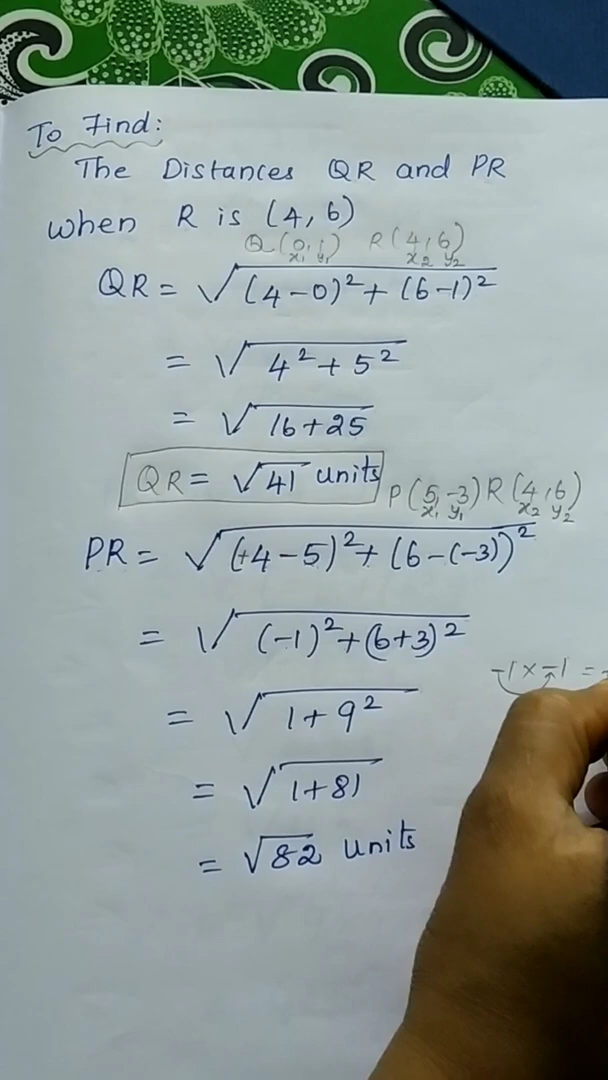 To Find:
The Distances QR and PR
when R is (4, 6)
Q(0, 1) R(4, 6)
x₁ y₁ x₂ y₂
QR = √(4-0)² + (6-1)²
= √4² + 5²
= √16+25
QR = √41 units
P(5, -3) R(4, 6)
x₁ y₁ x₂ y₂
PR = √(+4-5)² + (6-(-3))²
= √(-1)² + (6+3)²
-1 × -1 =
= √1 + 9²
= √1+81
= √82 units